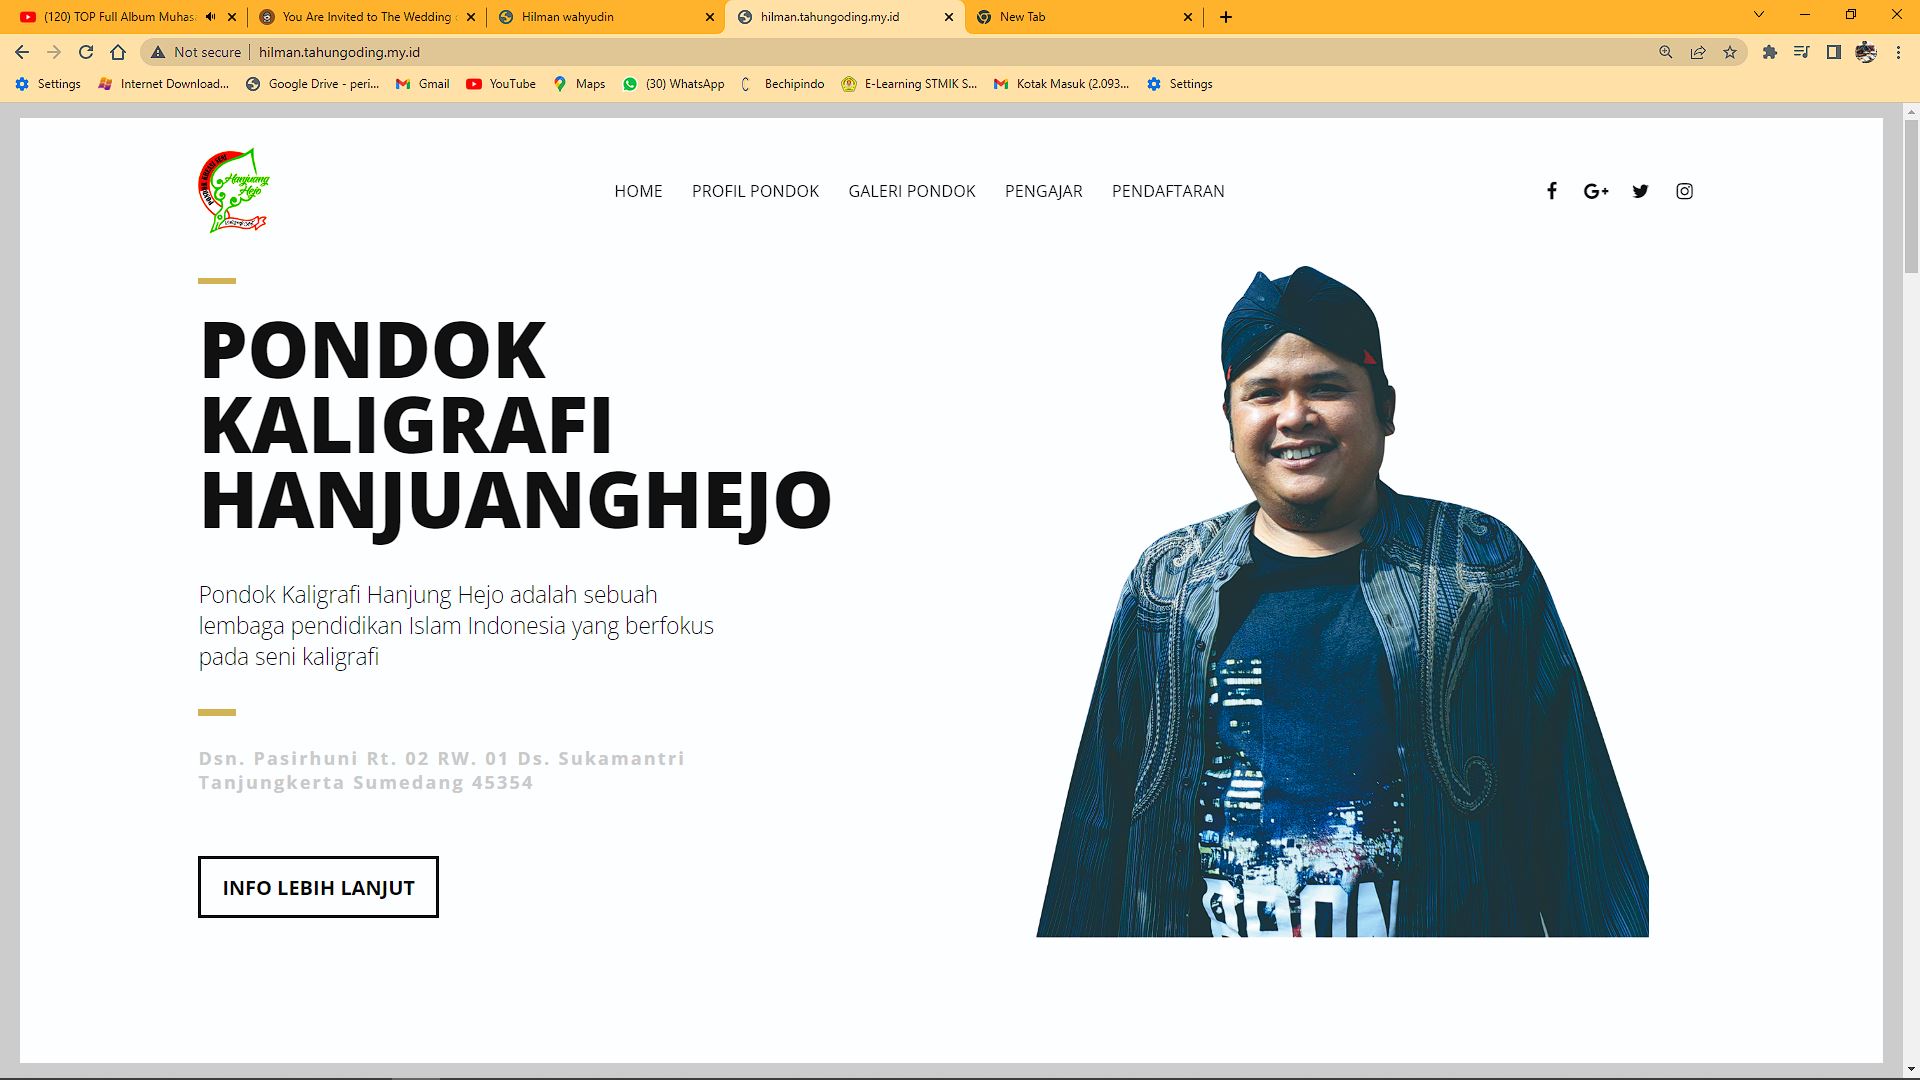 (120) TOP Full Album Muhas
You Are Invited to The Wedding
Hilman wahyudin
hilman.tahungoding.my.id
New Tab
Not secure
hilman.tahungoding.my.id
Settings
Internet Download...
Google Drive - peri...
Gmail
YouTube
Maps
(30) WhatsApp
Bechipindo
E-Learning STMIK S...
Kotak Masuk (2.093...
Settings
Hanjuang
Hejo
HOME
PROFIL PONDOK
GALERI PONDOK
PENGAJAR
PENDAFTARAN
PONDOK
KALIGRAFI
HANJUANGHEJO
Pondok Kaligrafi Hanjung Hejo adalah sebuah
lembaga pendidikan Islam Indonesia yang berfokus
pada seni kaligrafi
Dsn. Pasirhuni Rt. 02 RW. 01 Ds. Sukamantri
Tanjungkerta Sumedang 45354
INFO LEBIH LANJUT